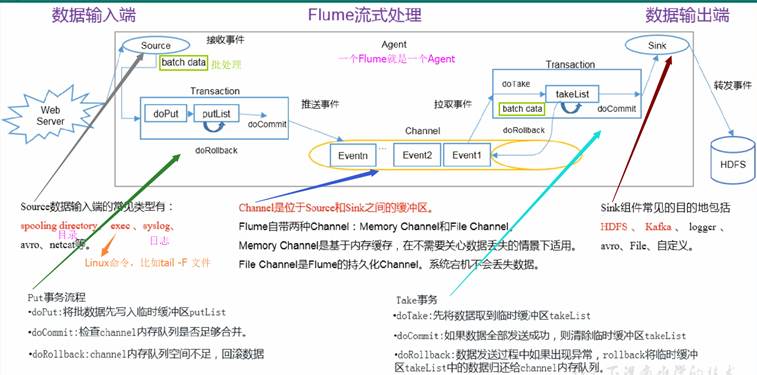 数据输入端
Flume流式处理
数据输出端
Source
接收事件
batch data
批处理
Agent
一个Flume就是一个Agent
Sink
Web
Server
Transaction
doPut
putList
doCommit
doRollback
推送事件
Transaction
doTake
takeList
batch data
doCommit
拉取事件
doRollback
转发事件
HDFS
Channel
Eventn
...
Event2
Event1
Source数据输入端的常见类型有：
spooling directory、exec、syslog、
目录
日志
avro、netcat等。
Linux命令，比如tail -F 文件
Channel是位于Source和Sink之间的缓冲区。
Flume自带两种Channel：Memory Channel和File Channel。
Memory Channel是基于内存缓存，在不需要关心数据丢失的情景下适用。
File Channel是Flume的持久化Channel。系统宕机不会丢失数据。
Sink组件常见的目的地包括
HDFS、Kafka、logger、
avro、File、自定义。
Put事务流程
•doPut:将批数据先写入临时缓冲区putList
•doCommit:检查channel内存队列是否足够合并。
•doRollback:channel内存队列空间不足，回滚数据
Take事务
•doTake:先将数据取到临时缓冲区takeList
•doCommit:如果数据全部发送成功，则清除临时缓冲区takeList
•doRollback:数据发送过程中如果出现异常，rollback将临时缓冲
区takeList中的数据归还给channel内存队列。